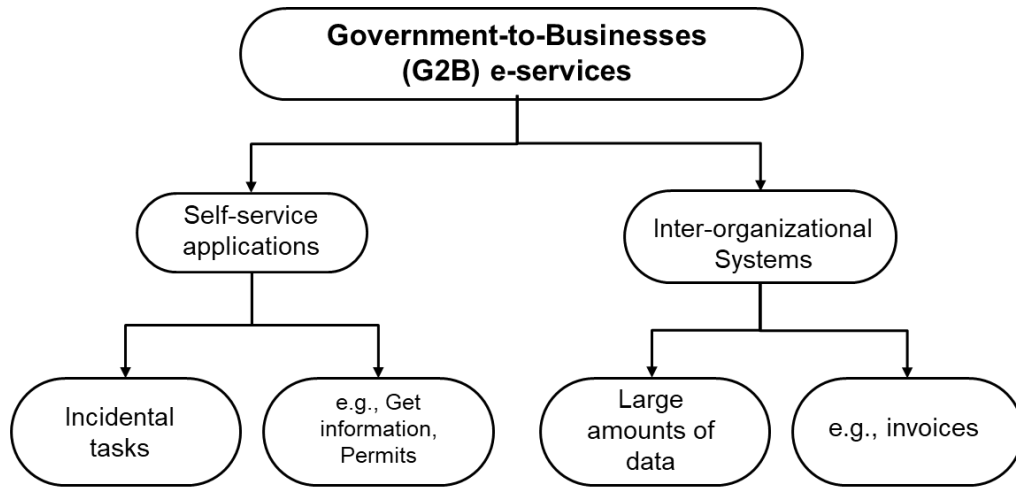 Government-to-Businesses
(G2B) e-services
Self-service
applications
Inter-organizational
Systems
Incidental
tasks
e.g., Get
information,
Permits
Large
amounts of
data
e.g., invoices